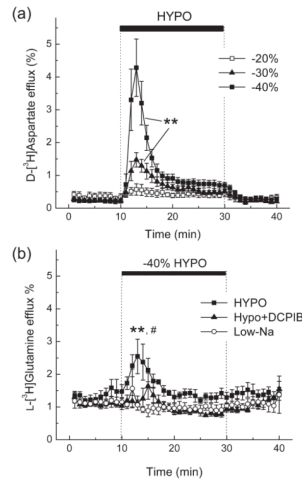 (a)
HYPO
D-[³H]Aspartate efflux (%)
5
4
3
2
1
0
-20%
-30%
-40%
**
0 10 20 30 40
Time (min)
(b)
-40% HYPO
L-[³H]Glutamine efflux %
5
4
3
2
1
HYPO
Hypo+DCPIB
Low-Na
**, #
0 10 20 30 40
Time (min)